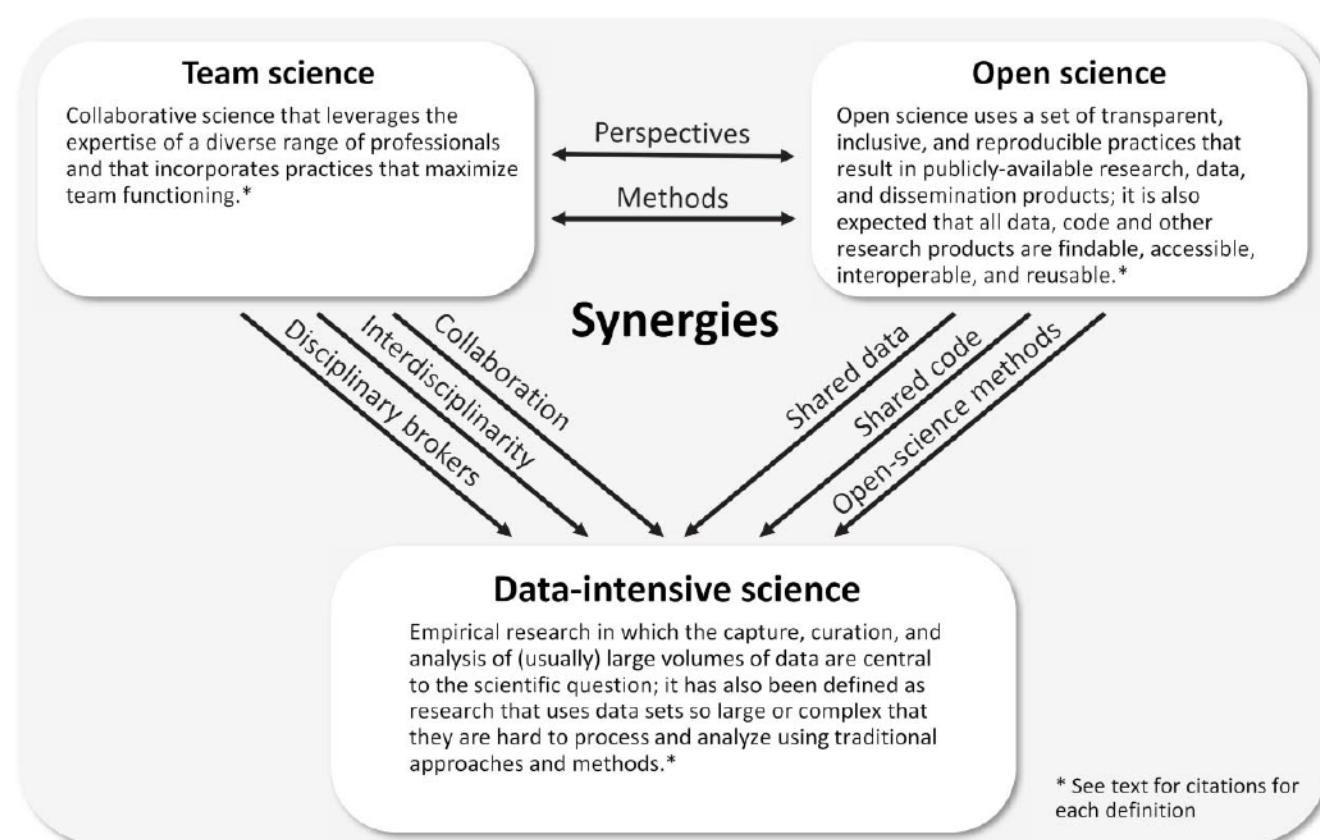 Team science
Collaborative science that leverages the
expertise of a diverse range of professionals
and that incorporates practices that maximize
team functioning.*
Perspectives
Methods
Open science
Open science uses a set of transparent,
inclusive, and reproducible practices that
result in publicly-available research, data,
and dissemination products; it is also
expected that all data, code and other
research products are findable, accessible,
interoperable, and reusable.*
Synergies
Disciplinary brokers
Interdisciplinarity
Collaboration
Shared data
Shared code
Open-science methods
Data-intensive science
Empirical research in which the capture, curation, and
analysis of (usually) large volumes of data are central
to the scientific question; it has also been defined as
research that uses data sets so large or complex that
they are hard to process and analyze using traditional
approaches and methods.*
* See text for citations for
each definition